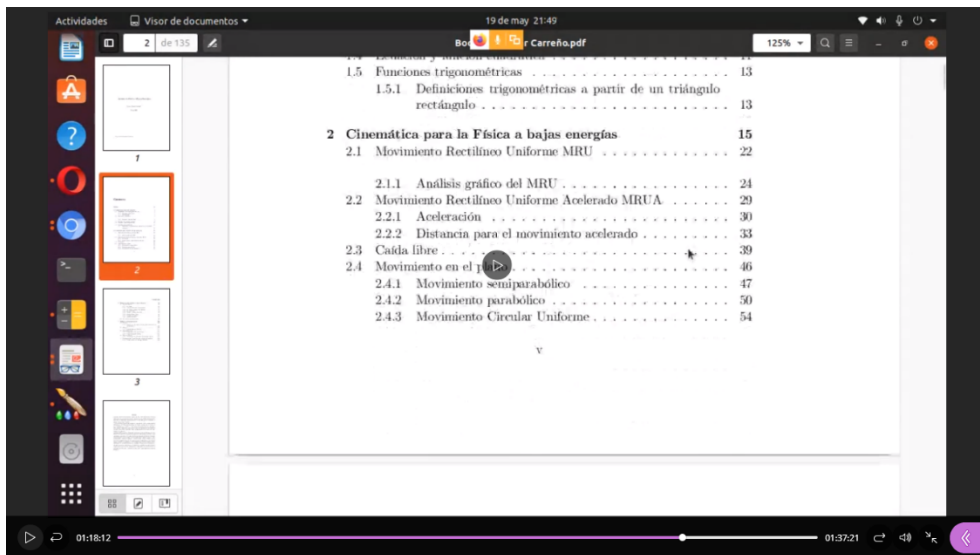 Actividades
Visor de documentos
19 de may 21:49
2 de 135
r Carreño.pdf
125%
1.5 Funciones trigonométricas 13
1.5.1 Definiciones trigonométricas a partir de un triángulo
rectángulo 13
2 Cinemática para la Física a bajas energías 15
2.1 Movimiento Rectilíneo Uniforme MRU 22
2.1.1 Análisis gráfico del MRU 24
2.2 Movimiento Rectilíneo Uniforme Acelerado MRUA 29
2.2.1 Aceleración 30
2.2.2 Distancia para el movimiento acelerado 33
2.3 Caída libre 39
2.4 Movimiento en el 46
2.4.1 Movimiento semiparabólico 47
2.4.2 Movimiento parabólico 50
2.4.3 Movimiento Circular Uniforme 54
v
1
2
3
01:18:12
01:37:21